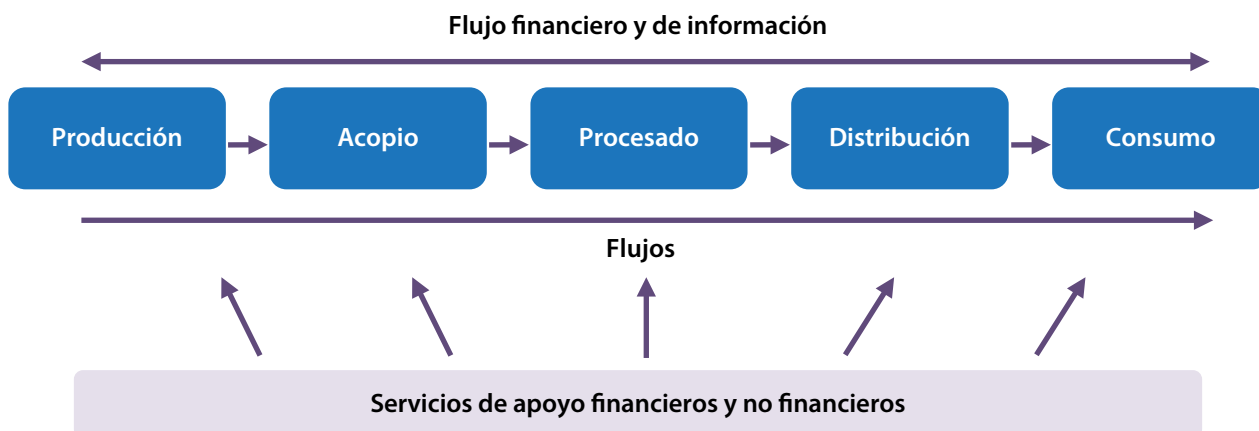 Flujo financiero y de información
Producción
Acopio
Procesado
Distribución
Consumo
Flujos
Servicios de apoyo financieros y no financieros